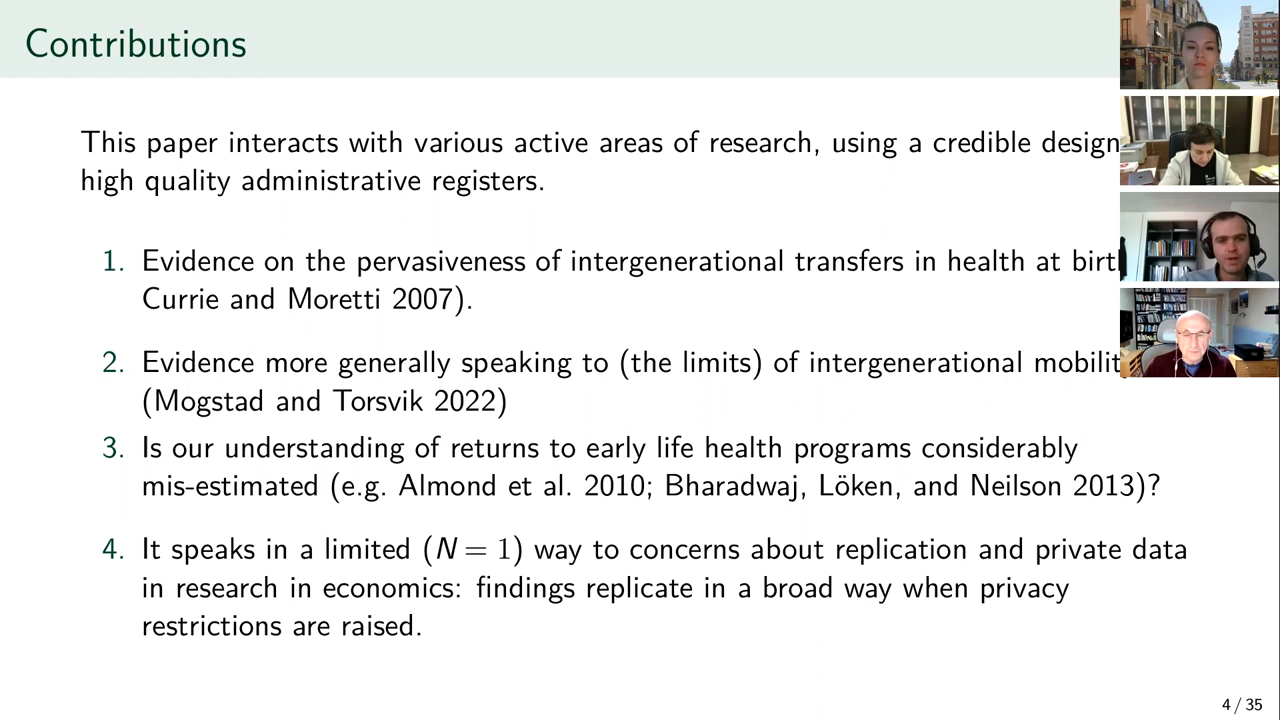 Contributions
This paper interacts with various active areas of research, using a credible design
high quality administrative registers.
1. Evidence on the pervasiveness of intergenerational transfers in health at
Currie and Moretti 2007).
2. Evidence more generally speaking to (the limits) of intergenerational
(Mogstad and Torsvik 2022)
3. Is our understanding of returns to early life health programs considerably
mis-estimated (e.g. Almond et al. 2010; Bharadwaj, Löken, and Neilson 2013)?
4. It speaks in a limited (N = 1) way to concerns about replication and private data
in research in economics: findings replicate in a broad way when privacy
restrictions are raised.
4 / 35